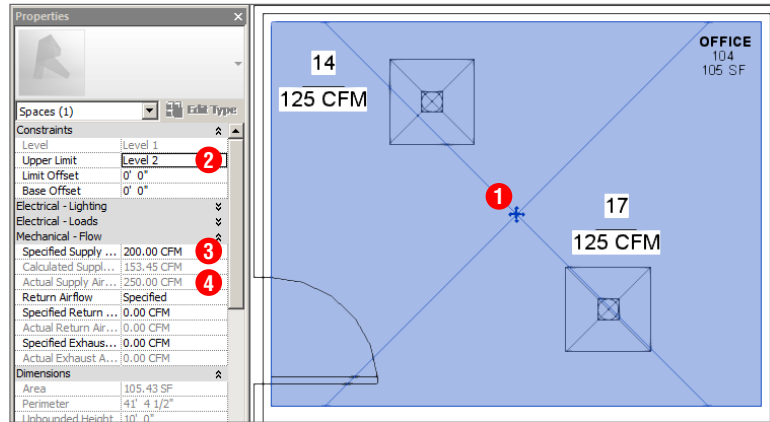 Properties
Spaces (1)
Edit Type
Constraints
Level Level 1
Upper Limit Level 2
2
Limit Offset 0' 0"
Base Offset 0' 0"
Electrical - Lighting
Electrical - Loads
Mechanical - Flow
Specified Supply ... 200.00 CFM
3
Calculated Suppl... 153.45 CFM
Actual Supply Air... 250.00 CFM
4
Return Airflow Specified
Specified Return ... 0.00 CFM
Actual Return Air... 0.00 CFM
Specified Exhaus... 0.00 CFM
Actual Exhaust A... 0.00 CFM
Dimensions
Area 105.43 SF
Perimeter 41' 4 1/2"
Unbounded Height 10' 0"
14
125 CFM
OFFICE
104
105 SF
1
17
125 CFM